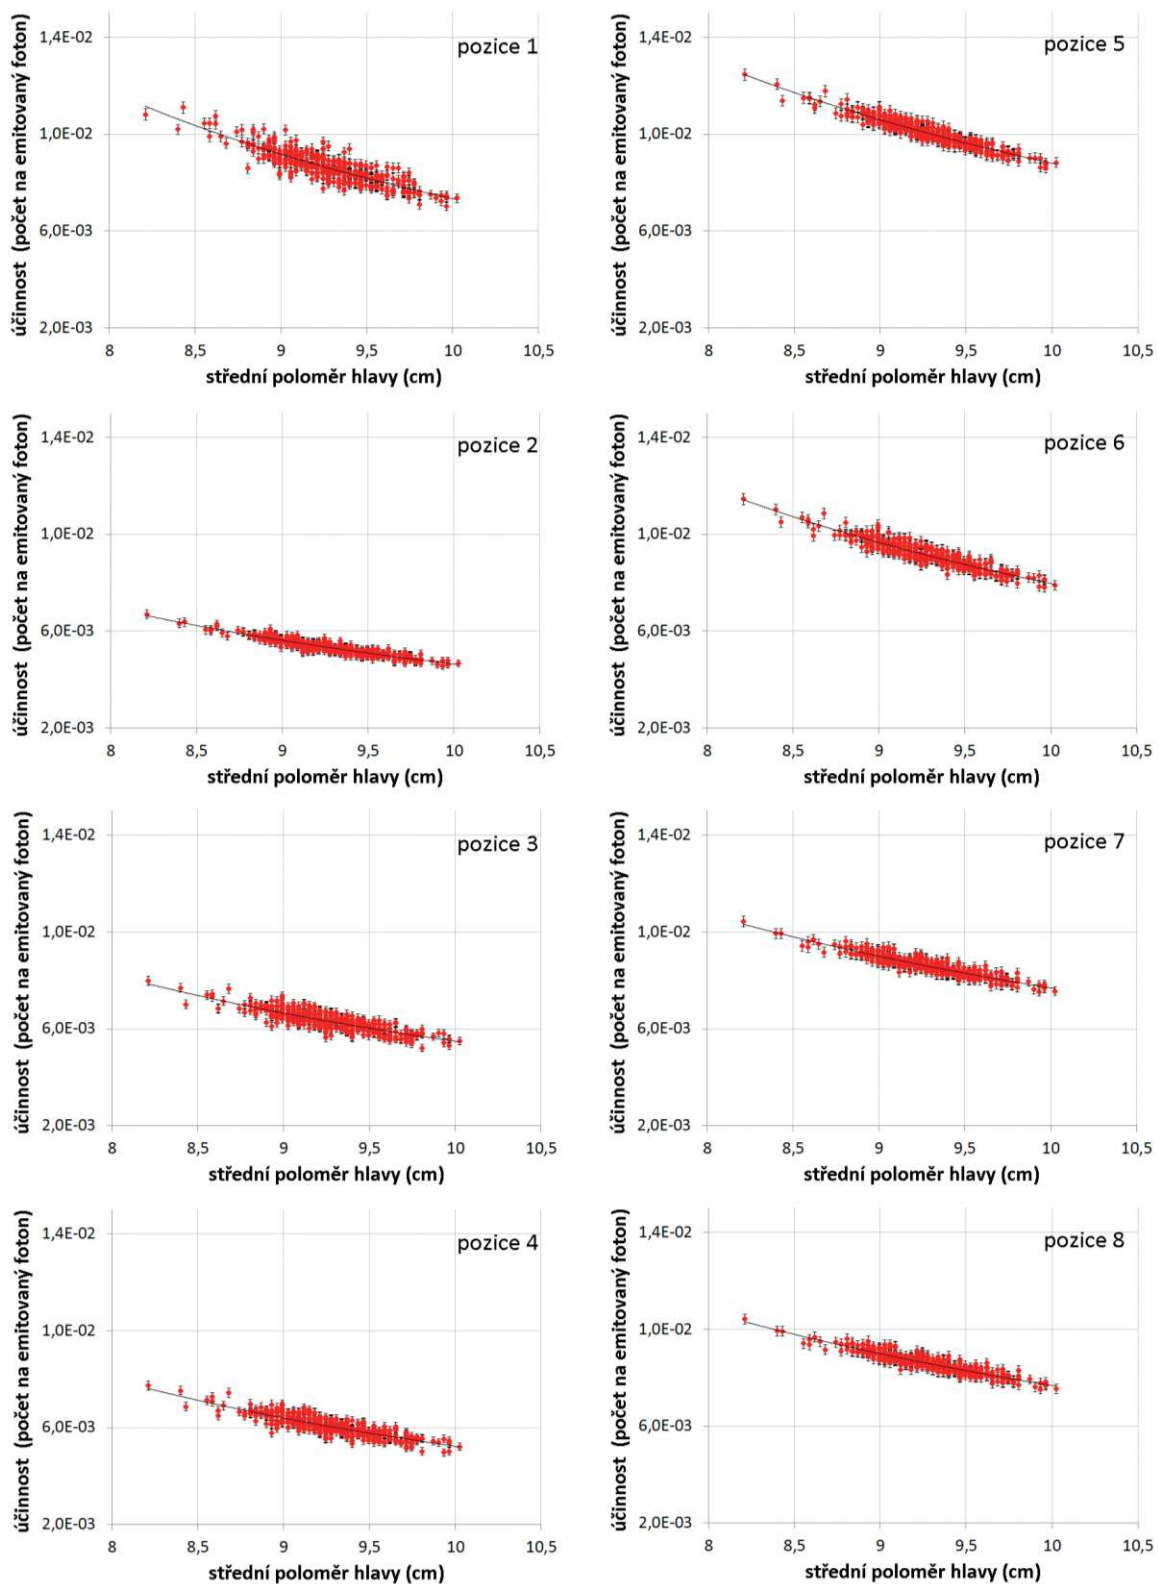 účinnost (počet na emitovaný foton)
1,4E-02
1,0E-02
6,0E-03
2,0E-03
pozice 1
8 8,5 9 9,5 10 10,5
střední poloměr hlavy (cm)
účinnost (počet na emitovaný foton)
1,4E-02
1,0E-02
6,0E-03
2,0E-03
pozice 5
8 8,5 9 9,5 10 10,5
střední poloměr hlavy (cm)
účinnost (počet na emitovaný foton)
1,4E-02
1,0E-02
6,0E-03
2,0E-03
pozice 2
8 8,5 9 9,5 10 10,5
střední poloměr hlavy (cm)
účinnost (počet na emitovaný foton)
1,4E-02
1,0E-02
6,0E-03
2,0E-03
pozice 6
8 8,5 9 9,5 10 10,5
střední poloměr hlavy (cm)
účinnost (počet na emitovaný foton)
1,4E-02
1,0E-02
6,0E-03
2,0E-03
pozice 3
8 8,5 9 9,5 10 10,5
střední poloměr hlavy (cm)
účinnost (počet na emitovaný foton)
1,4E-02
1,0E-02
6,0E-03
2,0E-03
pozice 7
8 8,5 9 9,5 10 10,5
střední poloměr hlavy (cm)
účinnost (počet na emitovaný foton)
1,4E-02
1,0E-02
6,0E-03
2,0E-03
pozice 4
8 8,5 9 9,5 10 10,5
střední poloměr hlavy (cm)
účinnost (počet na emitovaný foton)
1,4E-02
1,0E-02
6,0E-03
2,0E-03
pozice 8
8 8,5 9 9,5 10 10,5
střední poloměr hlavy (cm)